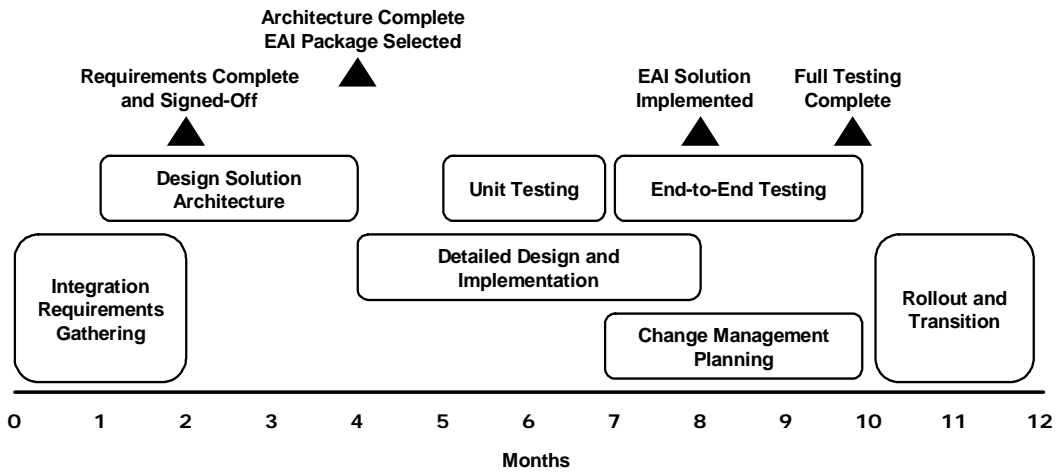 Architecture Complete
EAI Package Selected
Requirements Complete
and Signed-Off
EAI Solution
Implemented
Full Testing
Complete
Design Solution
Architecture
Unit Testing
End-to-End Testing
Integration
Requirements
Gathering
Detailed Design and
Implementation
Rollout and
Transition
Change Management
Planning
0 1 2 3 4 5 6 7 8 9 10 11 12
Months